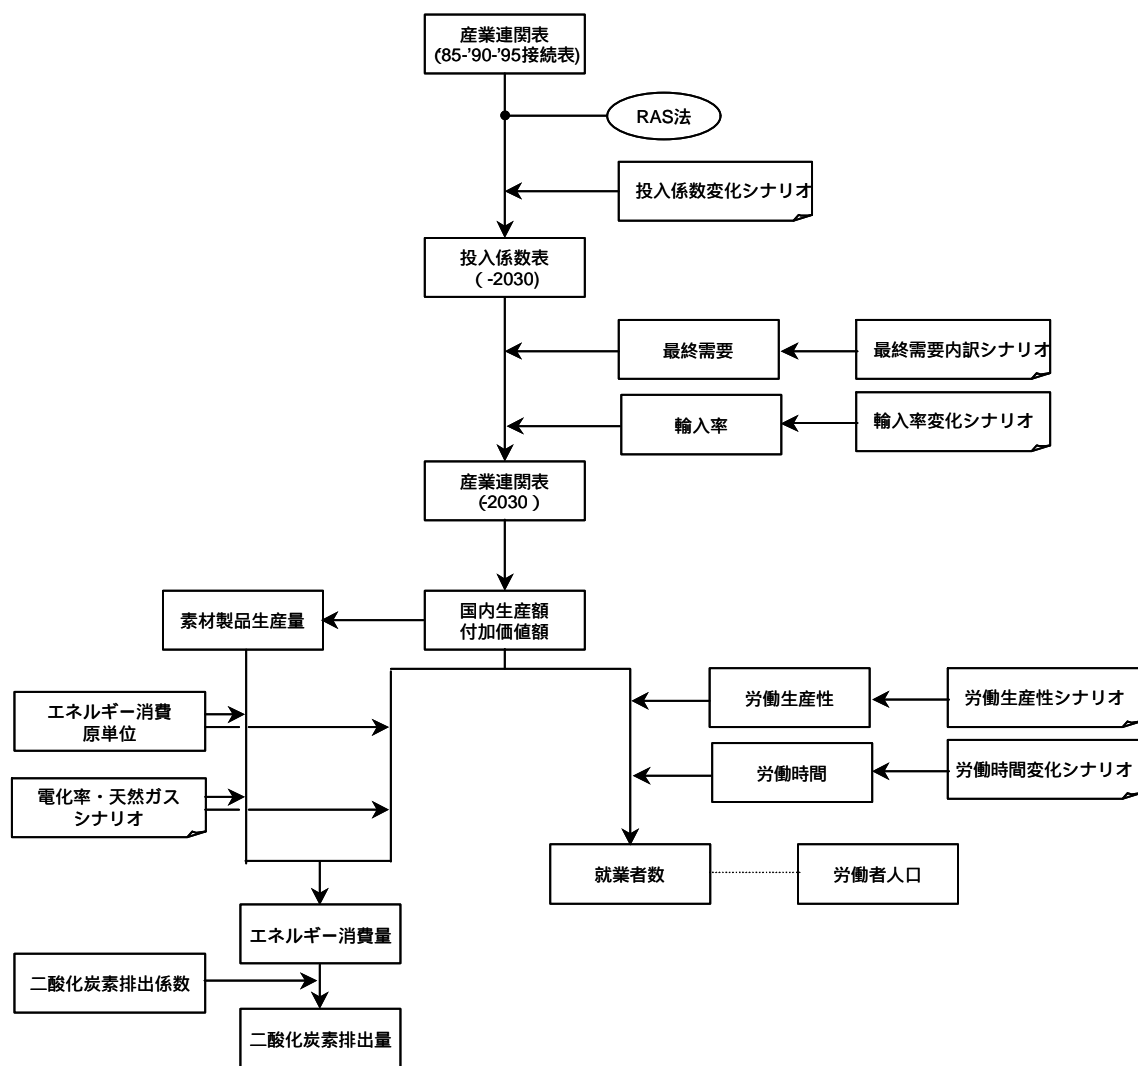 産業連関表
('85-'90-'95接続表)
RAS法
投入係数変化シナリオ
投入係数表
( -2030)
最終需要
最終需要内訳シナリオ
輸入率
輸入率変化シナリオ
産業連関表
(-2030 )
素材製品生産量
国内生産額
付加価値額
エネルギー消費
原単位
労働生産性
労働生産性シナリオ
労働時間
労働時間変化シナリオ
電化率・天然ガス
シナリオ
就業者数
労働者人口
エネルギー消費量
二酸化炭素排出係数
二酸化炭素排出量